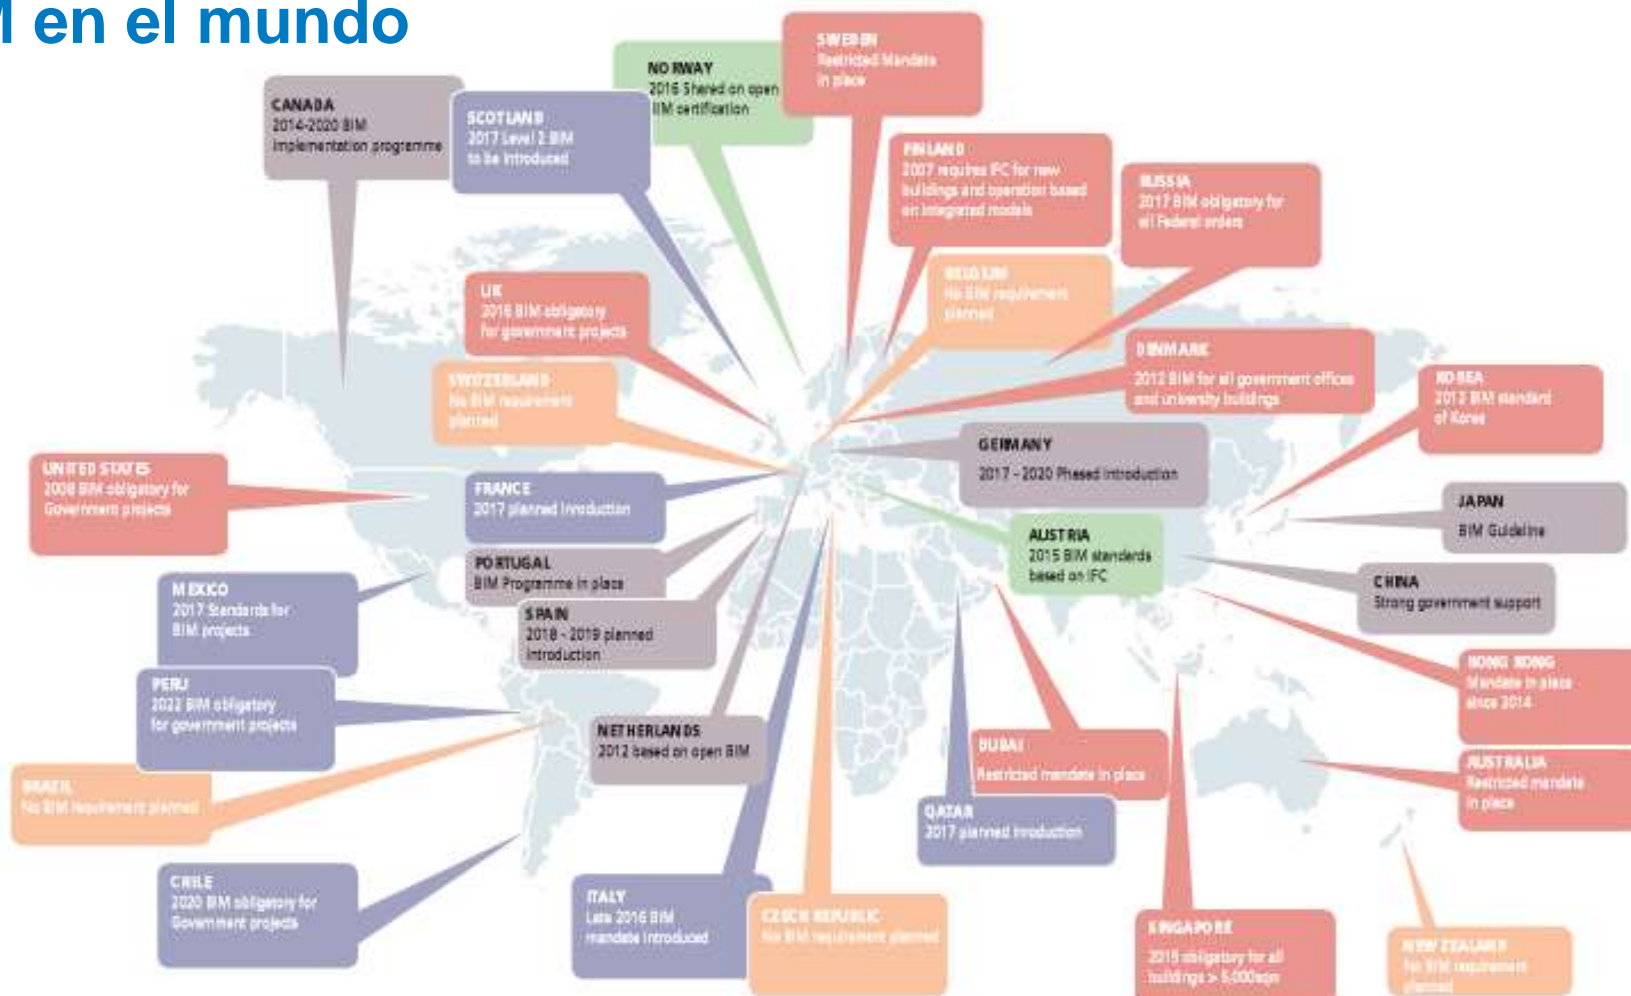 M en el mundo
CANADA
2014-2020 BIM
implementation programme
SCOTLAND
2017 Level 2 BIM
to be introduced
NORWAY
2016 Shared on open
BIM certification
SWEDEN
Restricted Mandate
in place
FINLAND
2007 requires IFC for new
buildings and operation based
on integrated models
RUSSIA
2017 BIM obligatory for
all Federal orders
UK
2016 BIM obligatory
for government projects
BELGIUM
No BIM requirement
planned
SWITZERLAND
No BIM requirement
planned
DENMARK
2012 BIM for all government offices
and university buildings
KOREA
2012 BIM standard
of Korea
UNITED STATES
2008 BIM obligatory for
Government projects
FRANCE
2017 planned Inroduction
GERMANY
2017 - 2020 Phased introduction
JAPAN
BIM Guideline
AUSTRIA
2015 BIM standards
based on IFC
PORTUGAL
BIM Programme in place
CHINA
Strong government support
MEXICO
2017 Standards for
BIM projects
SPAIN
2018 - 2019 planned
introduction
HONG KONG
Mandate in place
since 2014
PERU
2022 BIM obligatory
for government projects
NETHERLANDS
2012 based on open BIM
DUBAI
Restricted mandate in place
AUSTRALIA
Restricted mandate
in place
BRAZIL
No BIM requirement planned
QATAR
2017 planned inroduction
CHILE
2020 BIM obligatory for
Government projects
ITALY
Late 2016 BIM
mandate introduced
CZECH REPUBLIC
No BIM requirement planned
SINGAPORE
2015 obligatory for all
buildings > 5,000sqm
NEW ZEALAND
No BIM requirement
planned